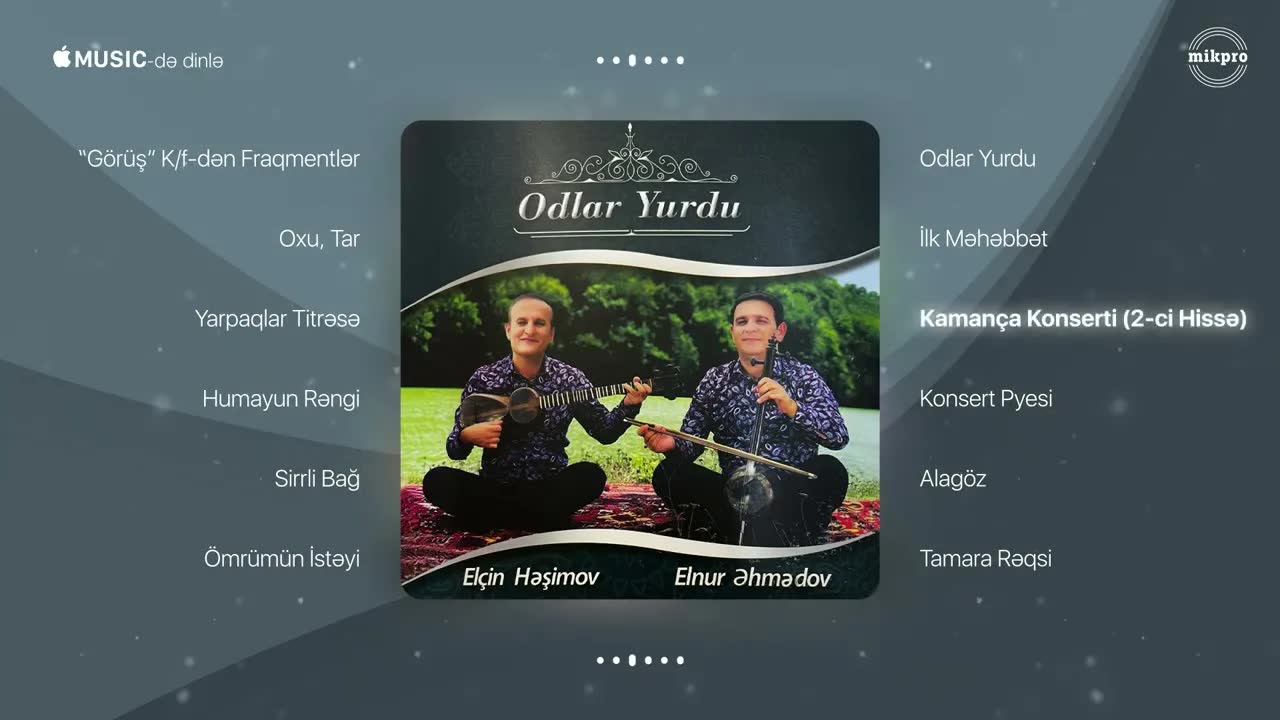 MUSIC-də dinlə
mikpro
“Görüş” K/f-dən Fraqmentlər
Oxu, Tar
Yarpaqlar Titrəsə
Humayun Rəngi
Sirrli Bağ
Ömrümün İstəyi
Odlar Yurdu
Elçin Həşimov
Elnur Əhmədov
Odlar Yurdu
İlk Məhəbbət
Kamança Konserti (2-ci Hissə)
Konsert Pyesi
Alagöz
Tamara Rəqsi